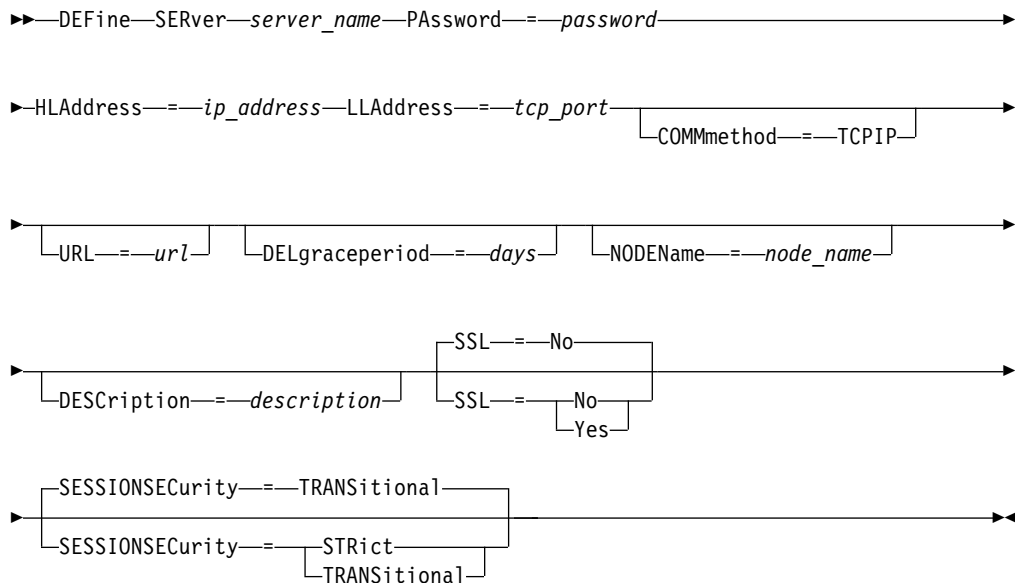 DEFine SERver server_name PAssword = password
HLAddress = ip_address LLAddress = tcp_port
COMMmethod = TCPIP
URL = url DELgraceperiod = days NODEName = node_name
SSL = No
DESCription = description SSL = No
Yes
SESSIONSECurity = TRANSitional
SESSIONSECurity = STRict
TRANSitional